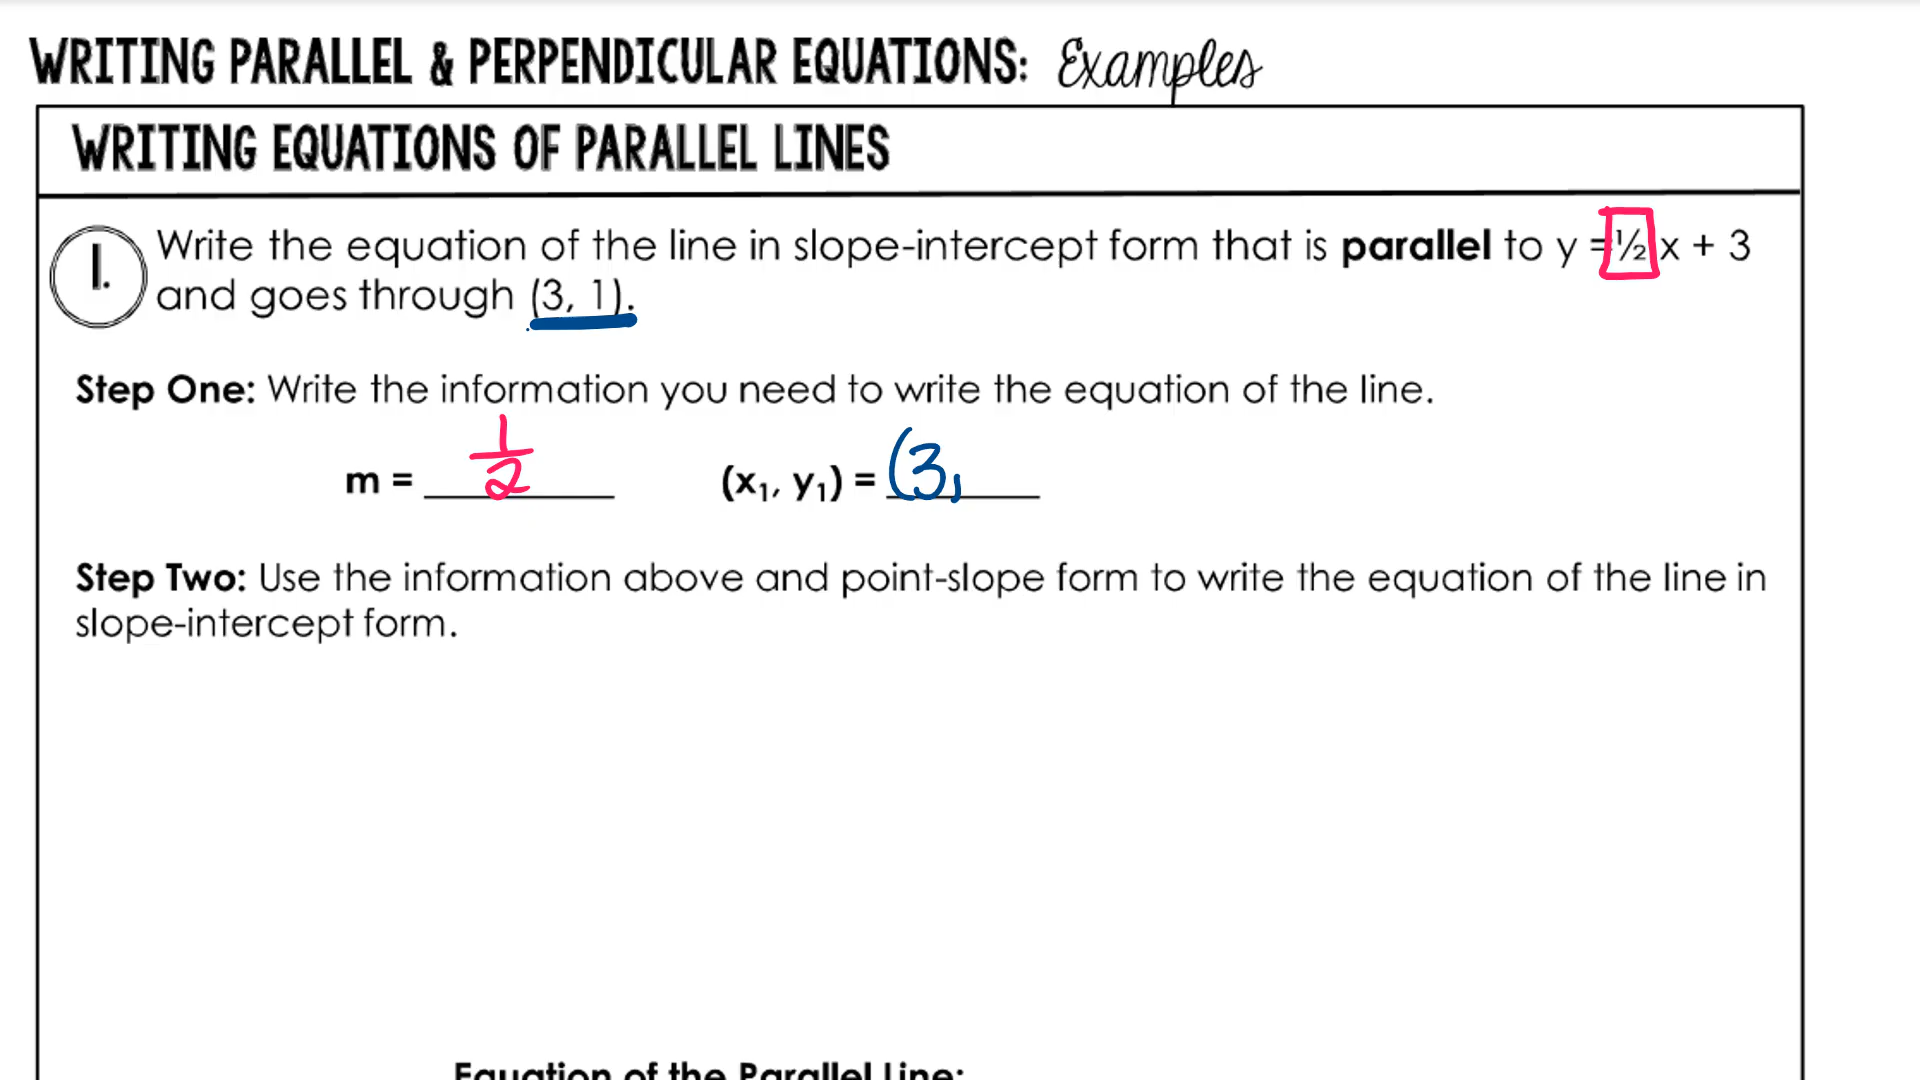 WRITING PARALLEL & PERPENDICULAR EQUATIONS: Examples
WRITING EQUATIONS OF PARALLEL LINES
1. Write the equation of the line in slope-intercept form that is parallel to y = ½ x + 3
and goes through (3, 1).
Step One: Write the information you need to write the equation of the line.
m = 1/2 (x₁, y₁) = (3,
Step Two: Use the information above and point-slope form to write the equation of the line in
slope-intercept form.
Equation of the Parallel Line: